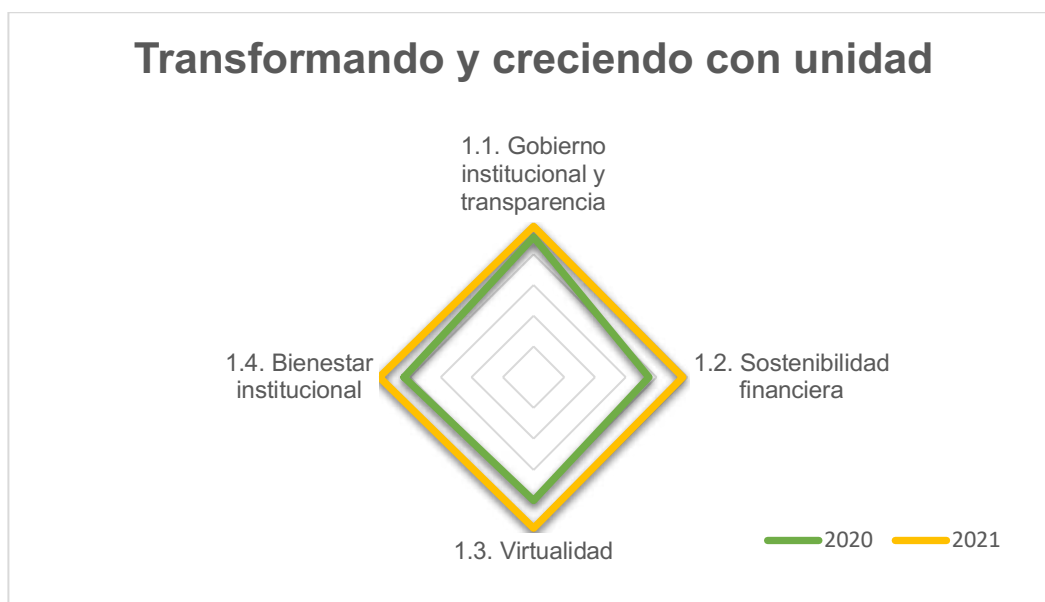 Transformando y creciendo con unidad
1.1. Gobierno
institucional y
transparencia
1.4. Bienestar
institucional
1.2. Sostenibilidad
financiera
1.3. Virtualidad
2020
2021